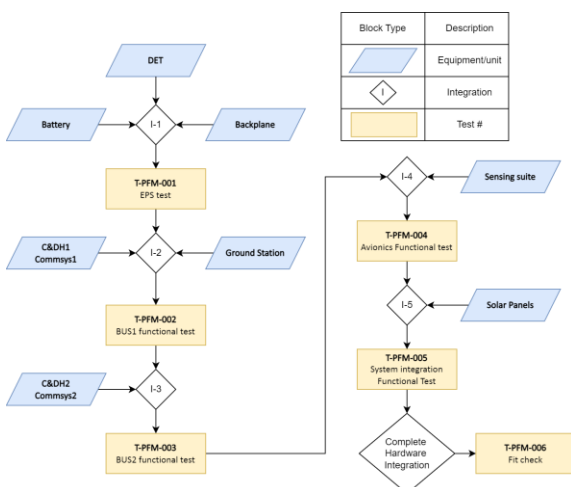 DET
Battery
I-1
Backplane
T-PFM-001
EPS test
C&DH1
Commsys1
I-2
Ground Station
T-PFM-002
BUS1 functional test
C&DH2
Commsys2
I-3
T-PFM-003
BUS2 functional test
Block Type
Description
Equipment/unit
I
Integration
Test #
I-4
Sensing suite
T-PFM-004
Avionics Functional test
I-5
Solar Panels
T-PFM-005
System integration
Functional Test
Complete
Hardware
Integration
T-PFM-006
Fit check